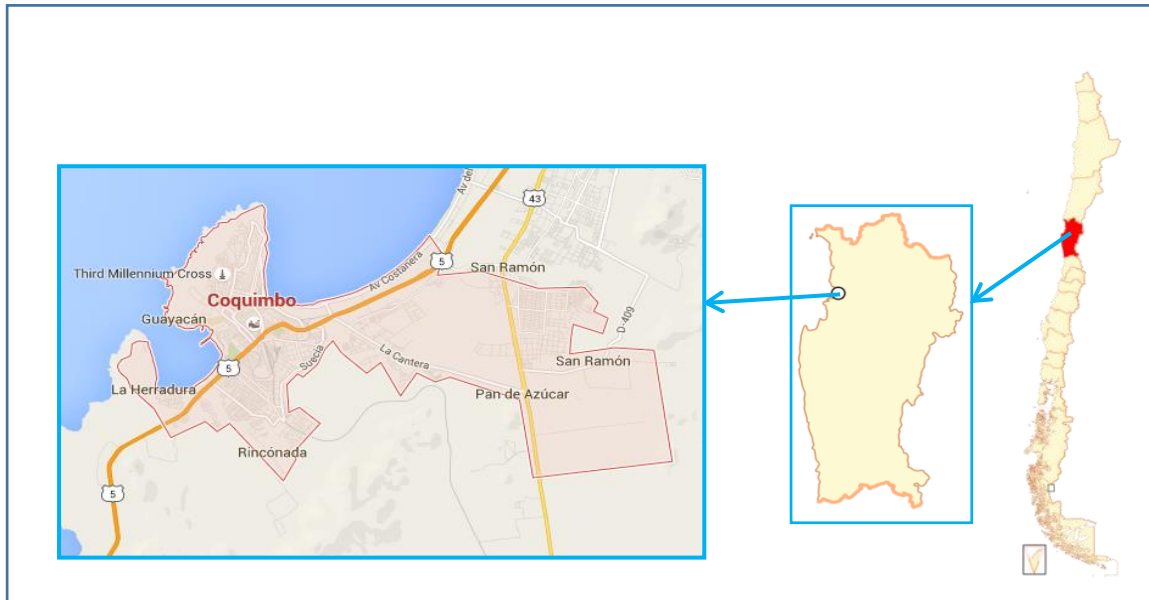 43
Av del
5
San Ramón
Av Costanera
Third Millennium Cross
Coquimbo
Guayacán
D-409
Suecia
La Cantera
San Ramón
5
La Herradura
Pan de Azúcar
Rincónada
5